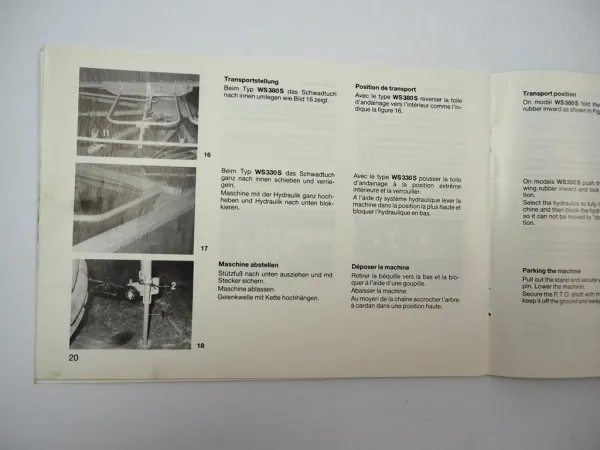 Transportstellung
Beim Typ WS380S das Schwadtuch
nach innen umlegen wie Bild 16 zeigt.
Position de transport
Avec le type WS380S reverser la toile
d'andainage vers l'intérieur comme l'in-
dique la figure 16.
Transport position
On model WS380S fold the
rubber inward as shown in Fig
11
16
Beim Typ WS330S das Schwadtuch
ganz nach innen schieben und verrie-
geln.
Maschine mit der Hydraulik ganz hoch-
heben und Hydraulik nach unten blok-
kieren.
Avec le type WS330S pousser la toile
d'andainage à la position extrême
intérieure et la verrouiller.
A l'aide dy système hydraulique lever la
machine dans la position la plus haute et
bloquer l'hydraulique en bas.
On models WS300S push th
wing rubber inward and lock
tion.
Select the hydraulics to fully l
chine and then block the hydr
so it can not be moved to "do
tion.
17
Maschine abstellen
Stützfuß nach unten ausziehen und mit
Stecker sichern.
Maschine ablassen.
Gelenkwelle mit Kette hochhängen.
Déposer la machine
Retirer la béquille vers la bas et la blo-
quer à l'aide d'une goupille.
Abaisser la machine.
Au moyen de la chaîne accrocher l'arbre
à cardan dans une position haute.
Parking the machine
Pull out the stand and secure w
pin. Lower the machine.
Secure the P.T.O. shaft with th
keep it off the ground and away
2
18
20